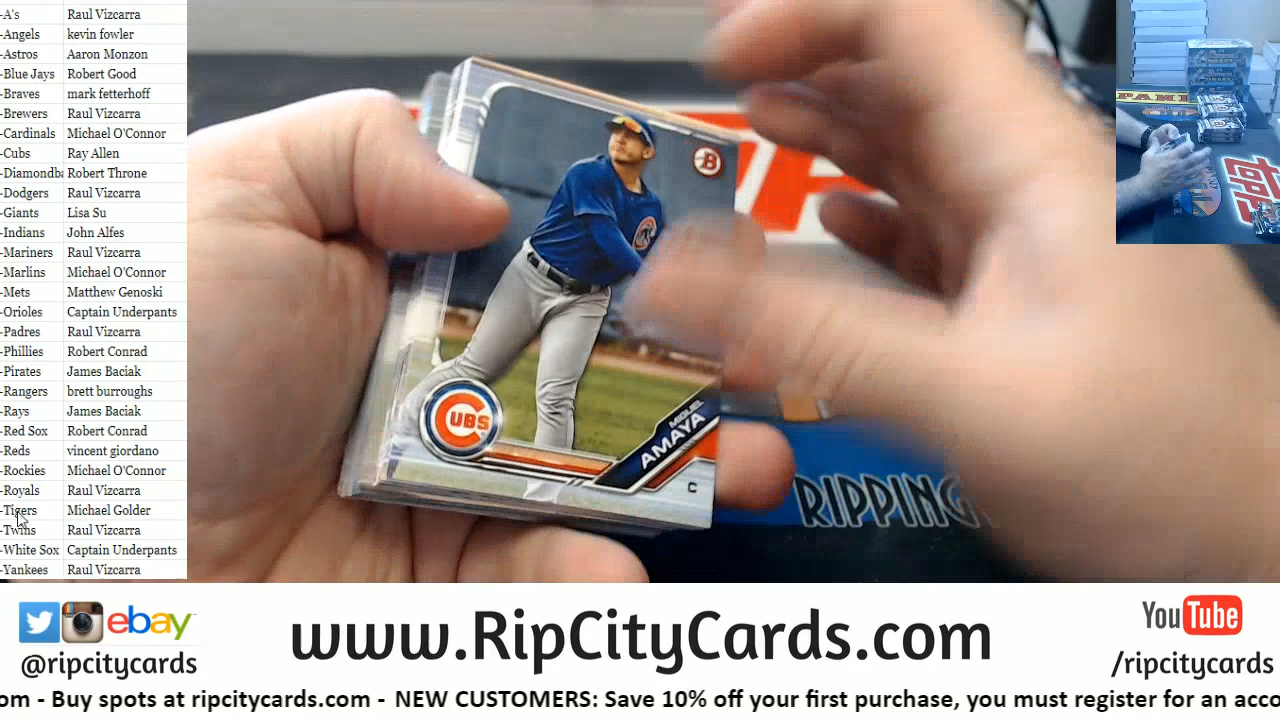 -A's Raul Vizcarra
-Angels kevin fowler
-Astros Aaron Monzon
-Blue Jays Robert Good
-Braves mark fetterhoff
-Brewers Raul Vizcarra
-Cardinals Michael O'Connor
-Cubs Ray Allen
-Diamondba Robert Throne
-Dodgers Raul Vizcarra
-Giants Lisa Su
-Indians John Alfes
-Mariners Raul Vizcarra
-Marlins Michael O'Connor
-Mets Matthew Genoski
-Orioles Captain Underpants
-Padres Raul Vizcarra
-Phillies Robert Conrad
-Pirates James Baciak
-Rangers brett burroughs
-Rays James Baciak
-Red Sox Robert Conrad
-Reds vincent giordano
-Rockies Michael O'Connor
-Royals Raul Vizcarra
-Tigers Michael Golder
-Twins Raul Vizcarra
-White Sox Captain Underpants
-Yankees Raul Vizcarra
B
CUBS
MIGUEL
AMAYA
C
RIPPING
PANINI
ebay
@ripcitycards
www.RipCityCards.com
YouTube
/ripcitycards
om - Buy spots at ripcitycards.com - NEW CUSTOMERS: Save 10% off your first purchase, you must register for an acco